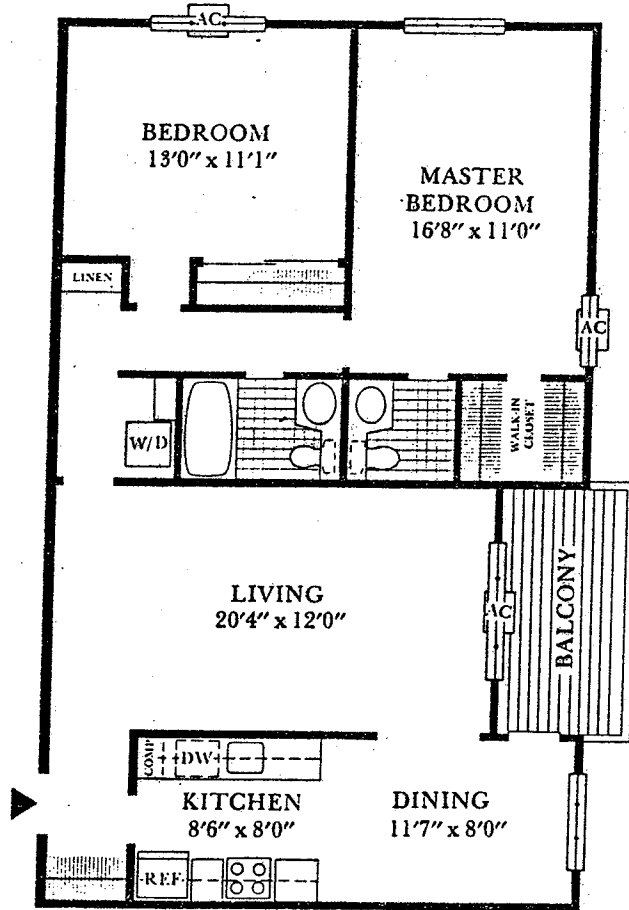 AC
BEDROOM
13'0" x 11'1"
MASTER
BEDROOM
16'8" x 11'0"
LINEN
AC
W/D
WALK-IN
CLOSET
LIVING
20'4" x 12'0"
AC
BALCONY
COMP
DW
KITCHEN
8'6" x 8'0"
DINING
11'7" x 8'0"
REF